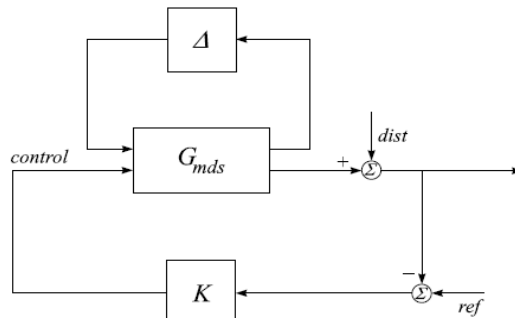 Δ
dist
control
G_mds
+
Σ
−
K
Σ
ref